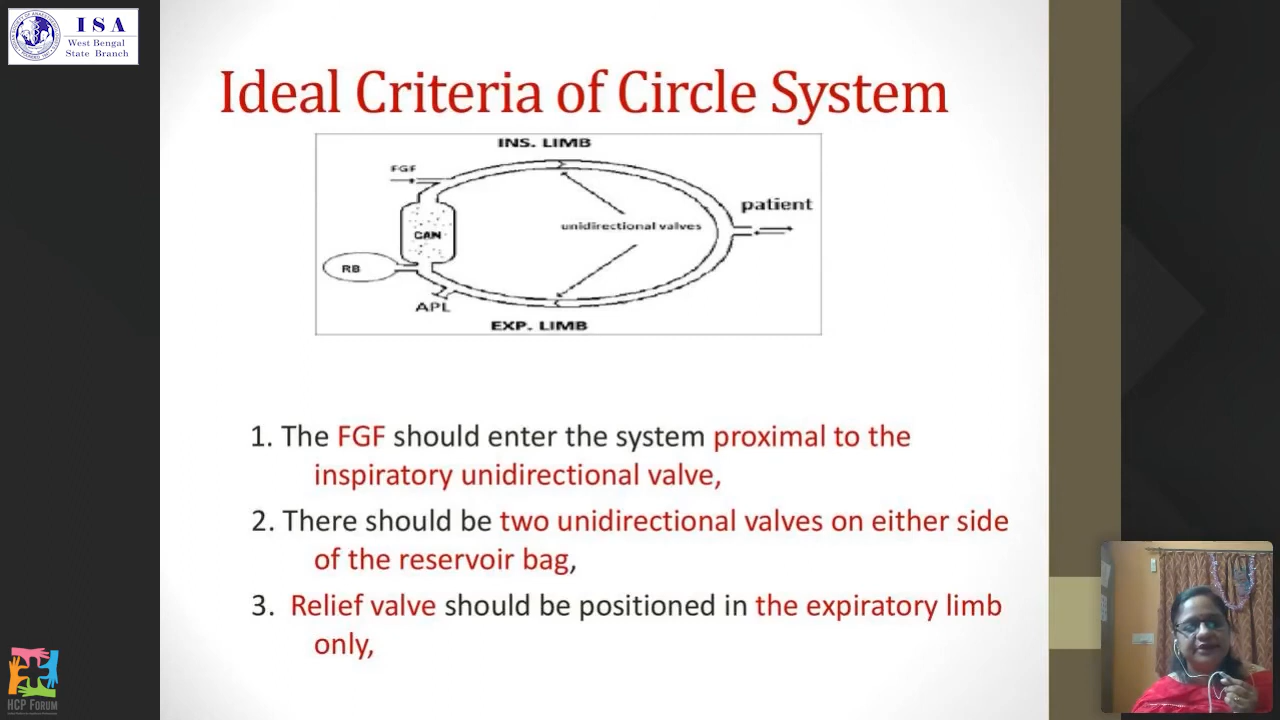 I S A
West Bengal
State Branch
Ideal Criteria of Circle System
INS. LIMB
FGF
patient
unidirectional valves
CAN
RB
APL
EXP. LIMB
1. The FGF should enter the system proximal to the
inspiratory unidirectional valve,
2. There should be two unidirectional valves on either side
of the reservoir bag,
3. Relief valve should be positioned in the expiratory limb
only,
HCP FORUM